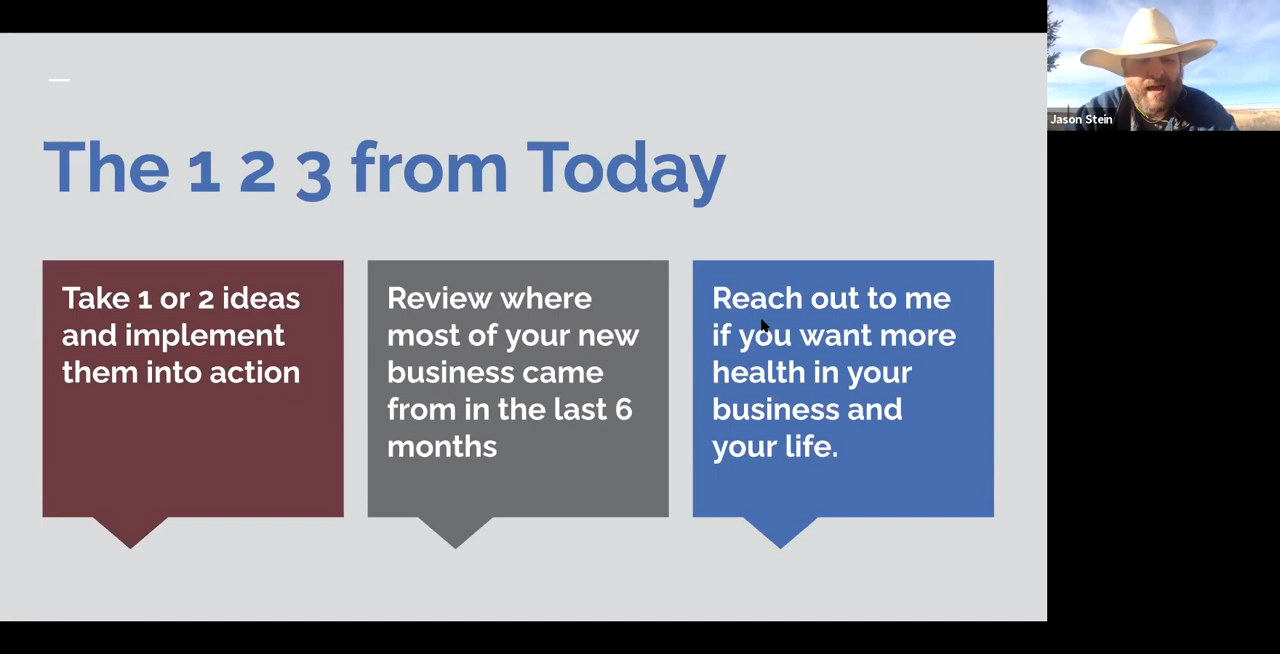 The 1 2 3 from Today
Take 1 or 2 ideas
and implement
them into action
Review where
most of your new
business came
from in the last 6
months
Reach out to me
if you want more
health in your
business and
your life.
Jason Stein